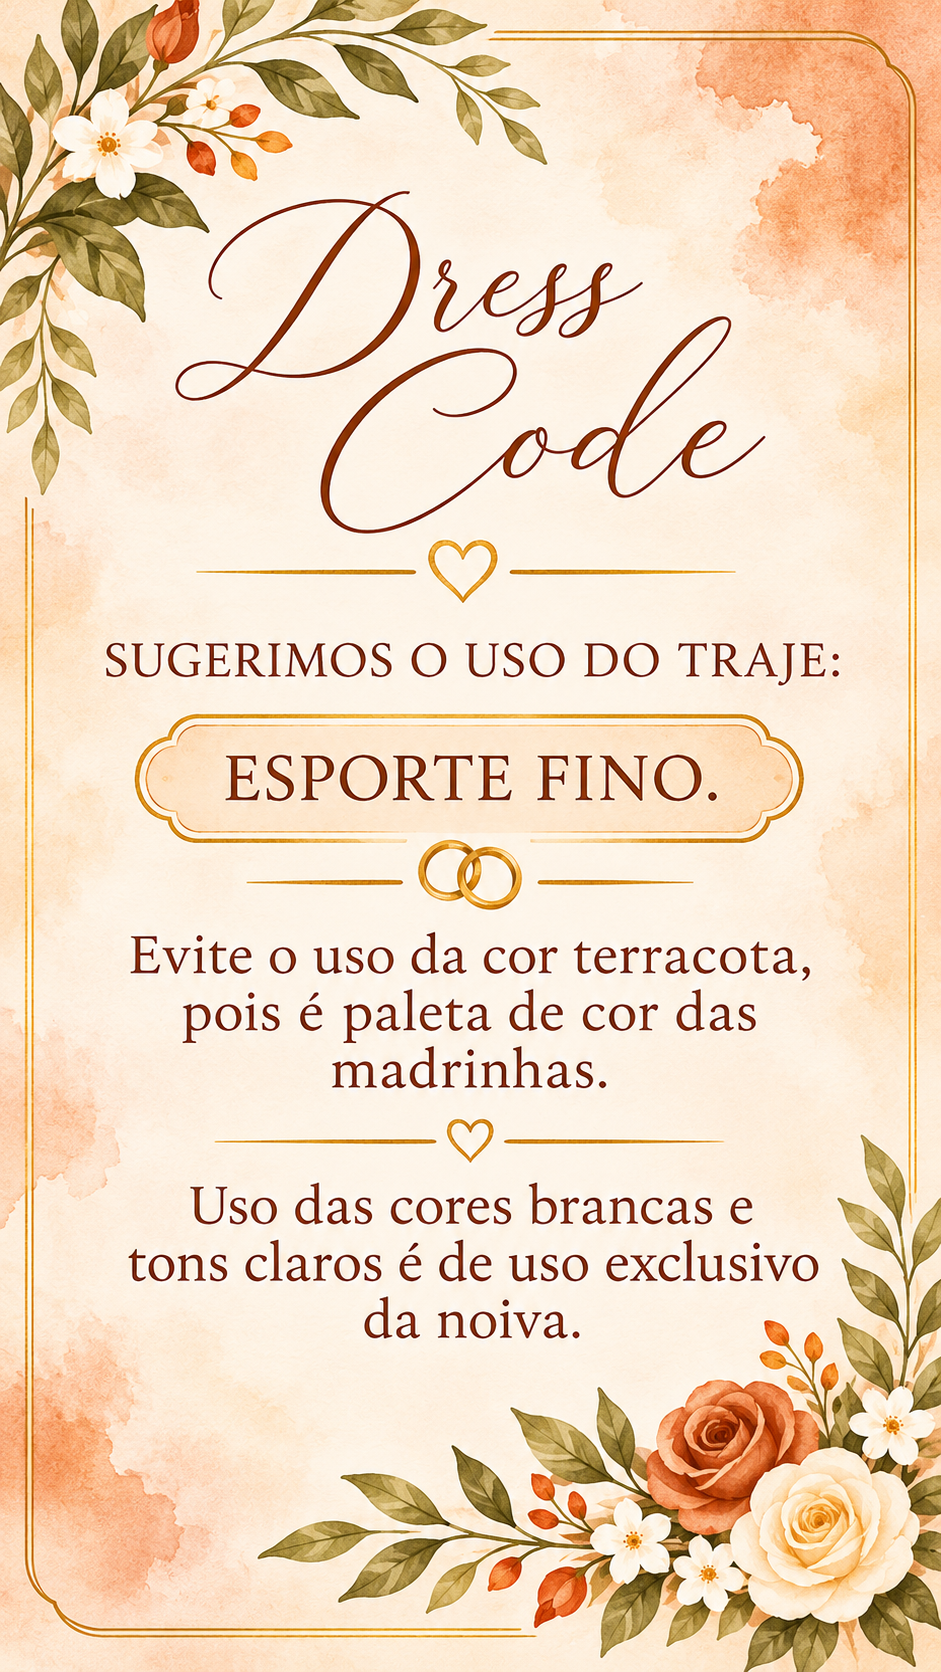 Dress
Code
SUGERIMOS O USO DO TRAJE:
ESPORTE FINO.
Evite o uso da cor terracota,
pois é paleta de cor das
madrinhas.
Uso das cores brancas e
tons claros é de uso exclusivo
da noiva.